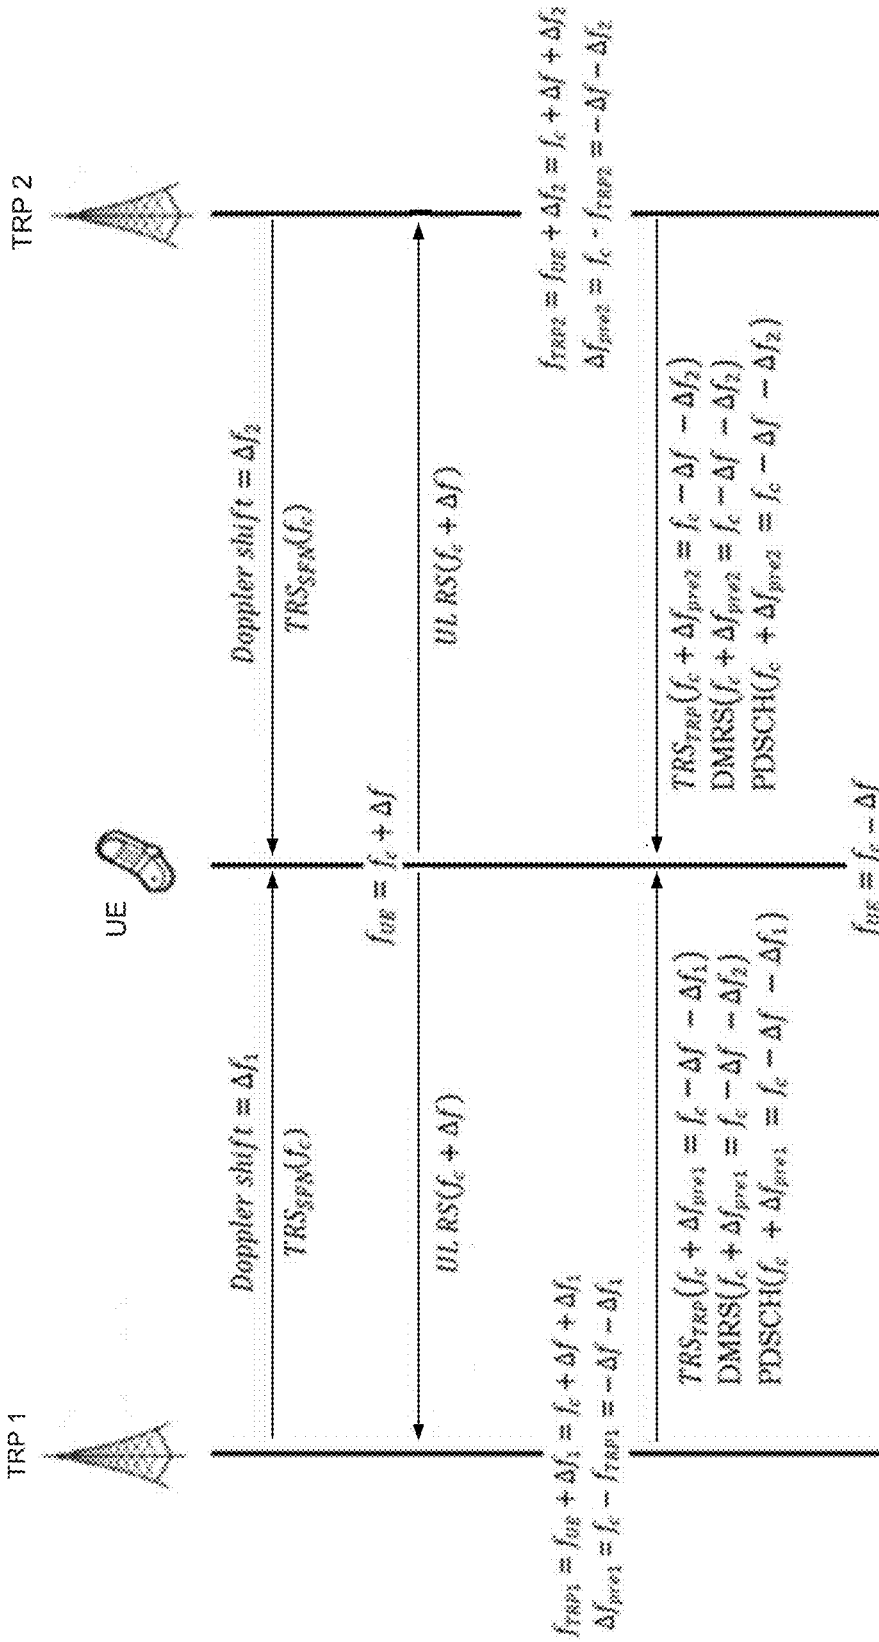 TRP 1
UE
TRP 2
Doppler shift = Δf₁
TRS_SFN(f_c)
Doppler shift = Δf₂
TRS_SFN(f_c)
f_UE = f_c + Δf
UL RS(f_c + Δf)
UL RS(f_c + Δf)
f_TRP1 = f_UE + Δf₁ = f_c + Δf + Δf₁
Δf_pre1 = f_c - f_TRP1 = -Δf - Δf₁
f_TRP2 = f_UE + Δf₂ = f_c + Δf + Δf₂
Δf_pre2 = f_c - f_TRP2 = -Δf - Δf₂
TRS_TRP(f_c + Δf_pre1 = f_c - Δf - Δf₁)
DMRS(f_c + Δf_pre1 = f_c - Δf - Δf₂)
PDSCH(f_c + Δf_pre1 = f_c - Δf - Δf₁)
TRS_TRP(f_c + Δf_pre2 = f_c - Δf - Δf₂)
DMRS(f_c + Δf_pre2 = f_c - Δf - Δf₂)
PDSCH(f_c + Δf_pre2 = f_c - Δf - Δf₂)
f_UE = f_c - Δf